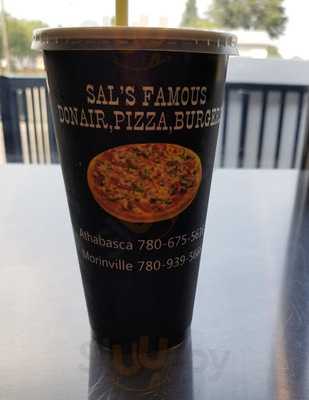 SAL'S FAMOUS
DONAIR,PIZZA,BURGER
Athabasca 780-675-
Morinville 780-939-